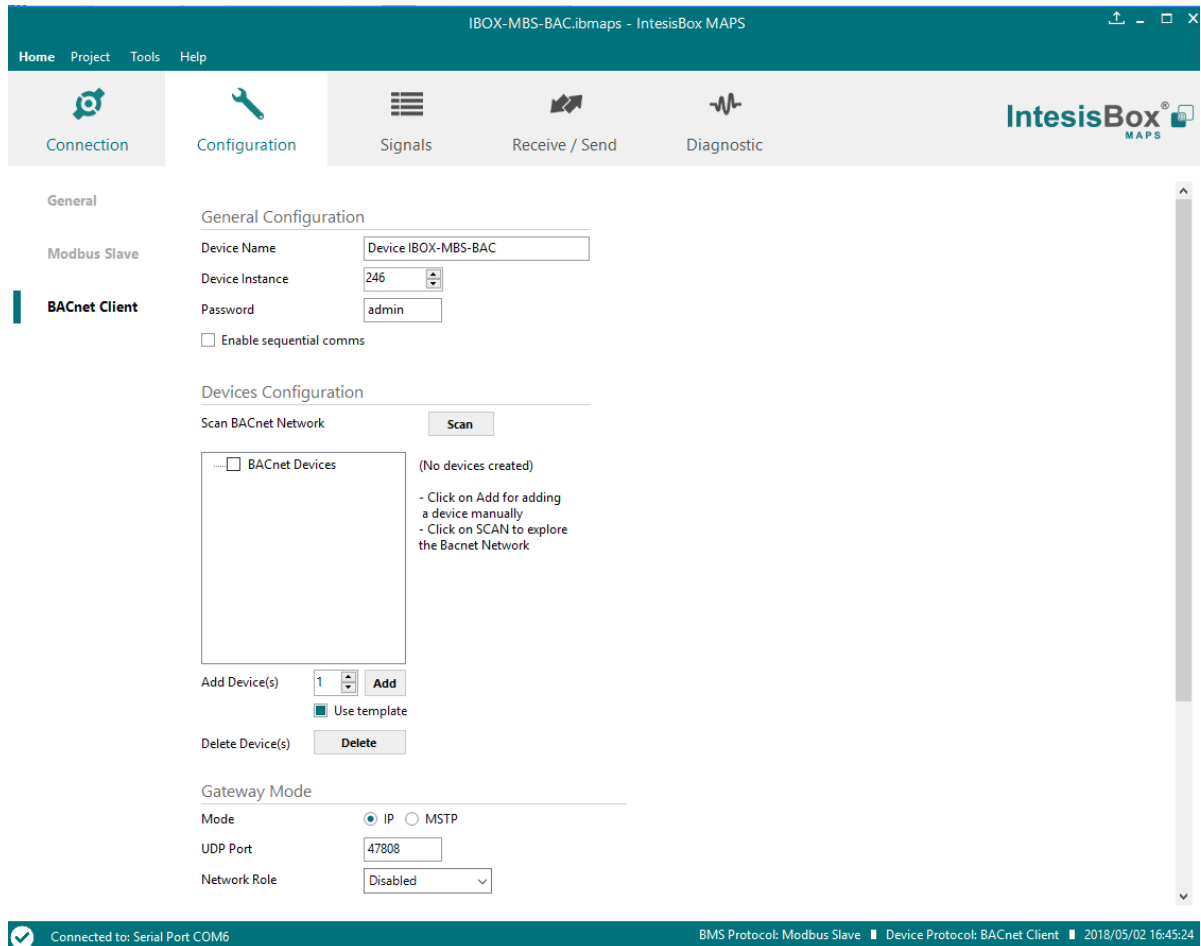 IBOX-MBS-BAC.ibmaps - IntesisBox MAPS
Home Project Tools Help
Connection Configuration Signals Receive / Send Diagnostic
IntesisBox®
MAPS
General
Modbus Slave
BACnet Client
General Configuration
Device Name Device IBOX-MBS-BAC
Device Instance 246
Password admin
Enable sequential comms
Devices Configuration
Scan BACnet Network Scan
BACnet Devices
(No devices created)
- Click on Add for adding
a device manually
- Click on SCAN to explore
the Bacnet Network
Add Device(s) 1 Add
Use template
Delete Device(s) Delete
Gateway Mode
Mode IP MSTP
UDP Port 47808
Network Role Disabled
Connected to: Serial Port COM6 BMS Protocol: Modbus Slave Device Protocol: BACnet Client 2018/05/02 16:45:24